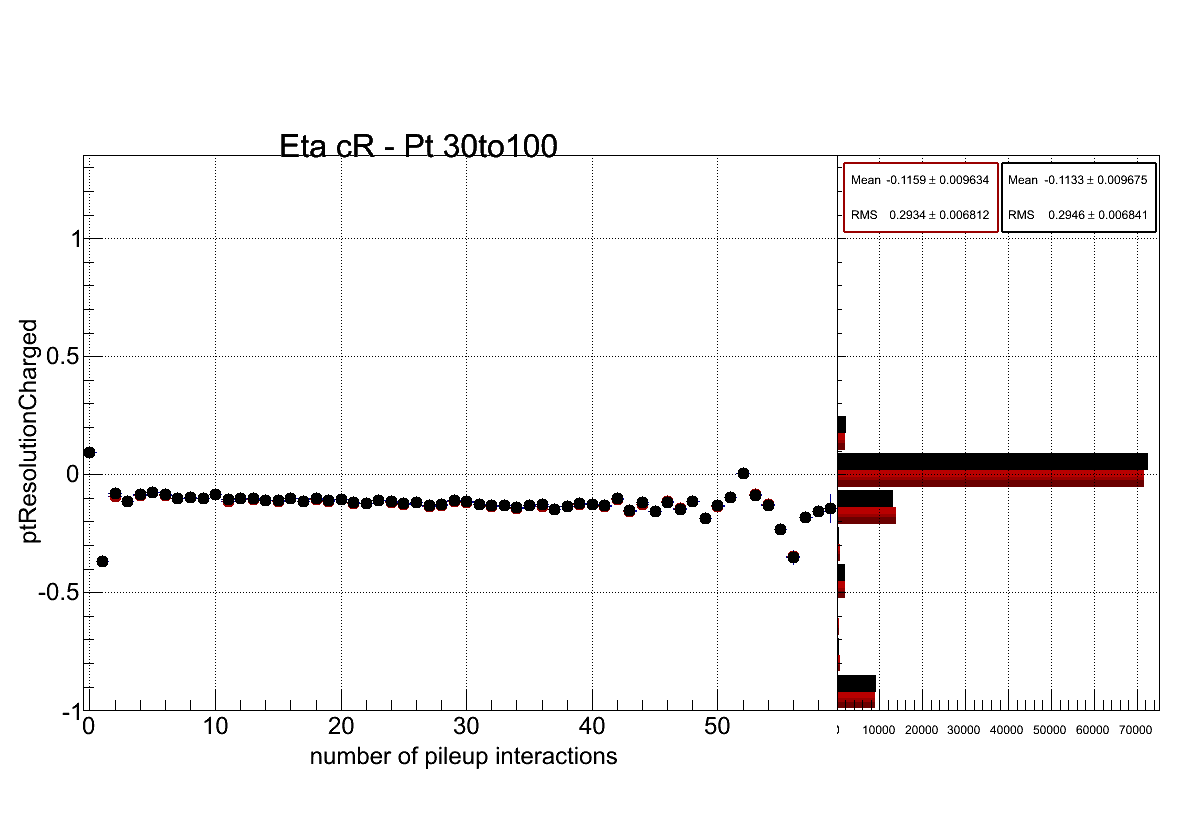 Eta cR - Pt 30to100
Mean -0.1159 ± 0.009634
RMS 0.2934 ± 0.006812
Mean -0.1133 ± 0.009675
RMS 0.2946 ± 0.006841
ptResolutionCharged
1
0.5
0
-0.5
-1
0 10 20 30 40 50
number of pileup interactions
10000 20000 30000 40000 50000 60000 70000